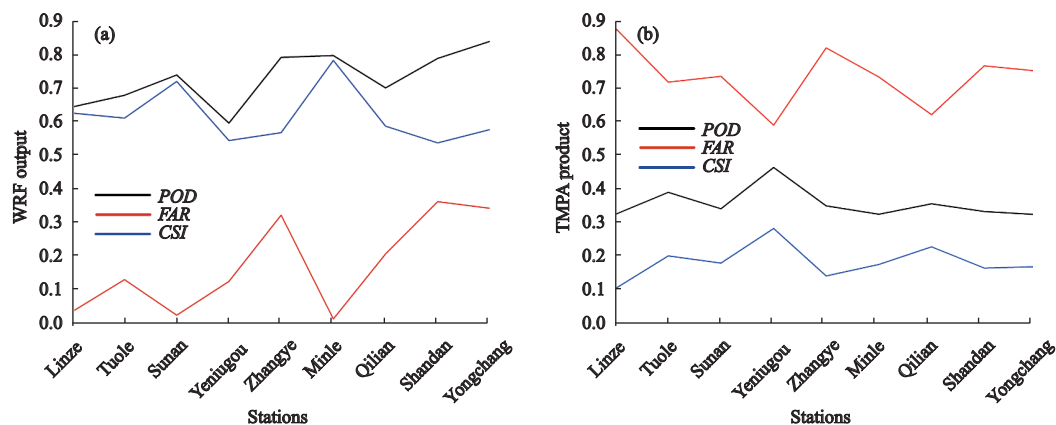 (a)
WRF output
0.9
0.8
0.7
0.6
0.5
0.4
0.3
0.2
0.1
0.0
POD
FAR
CSI
Linze
Tuole
Sunan
Yeniugou
Zhangye
Minle
Qilian
Shandan
Yongchang
Stations
(b)
TMPA product
0.9
0.8
0.7
0.6
0.5
0.4
0.3
0.2
0.1
0.0
POD
FAR
CSI
Linze
Tuole
Sunan
Yeniugou
Zhangye
Minle
Qilian
Shandan
Yongchang
Stations